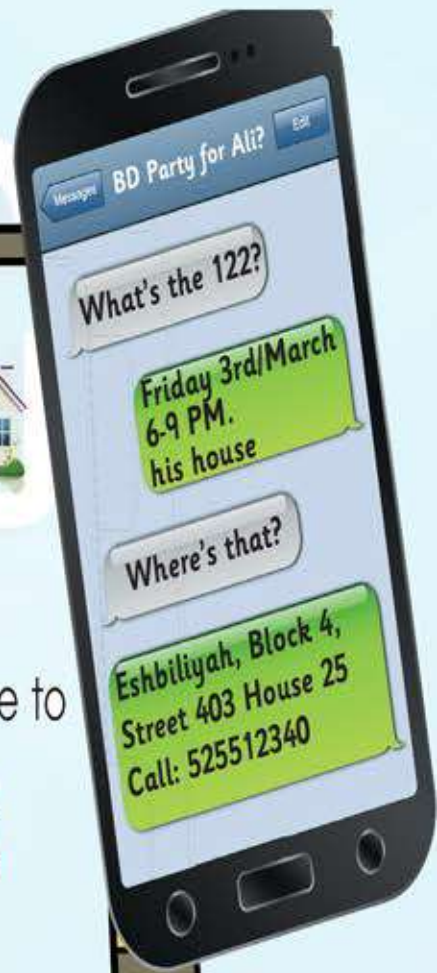 Messages
BD Party for Ali?
Edit
What's the 122?
Friday 3rd/March
6-9 PM.
his house
Where's that?
Eshbiliyah, Block 4,
Street 403 House 25
Call: 525512340
e to